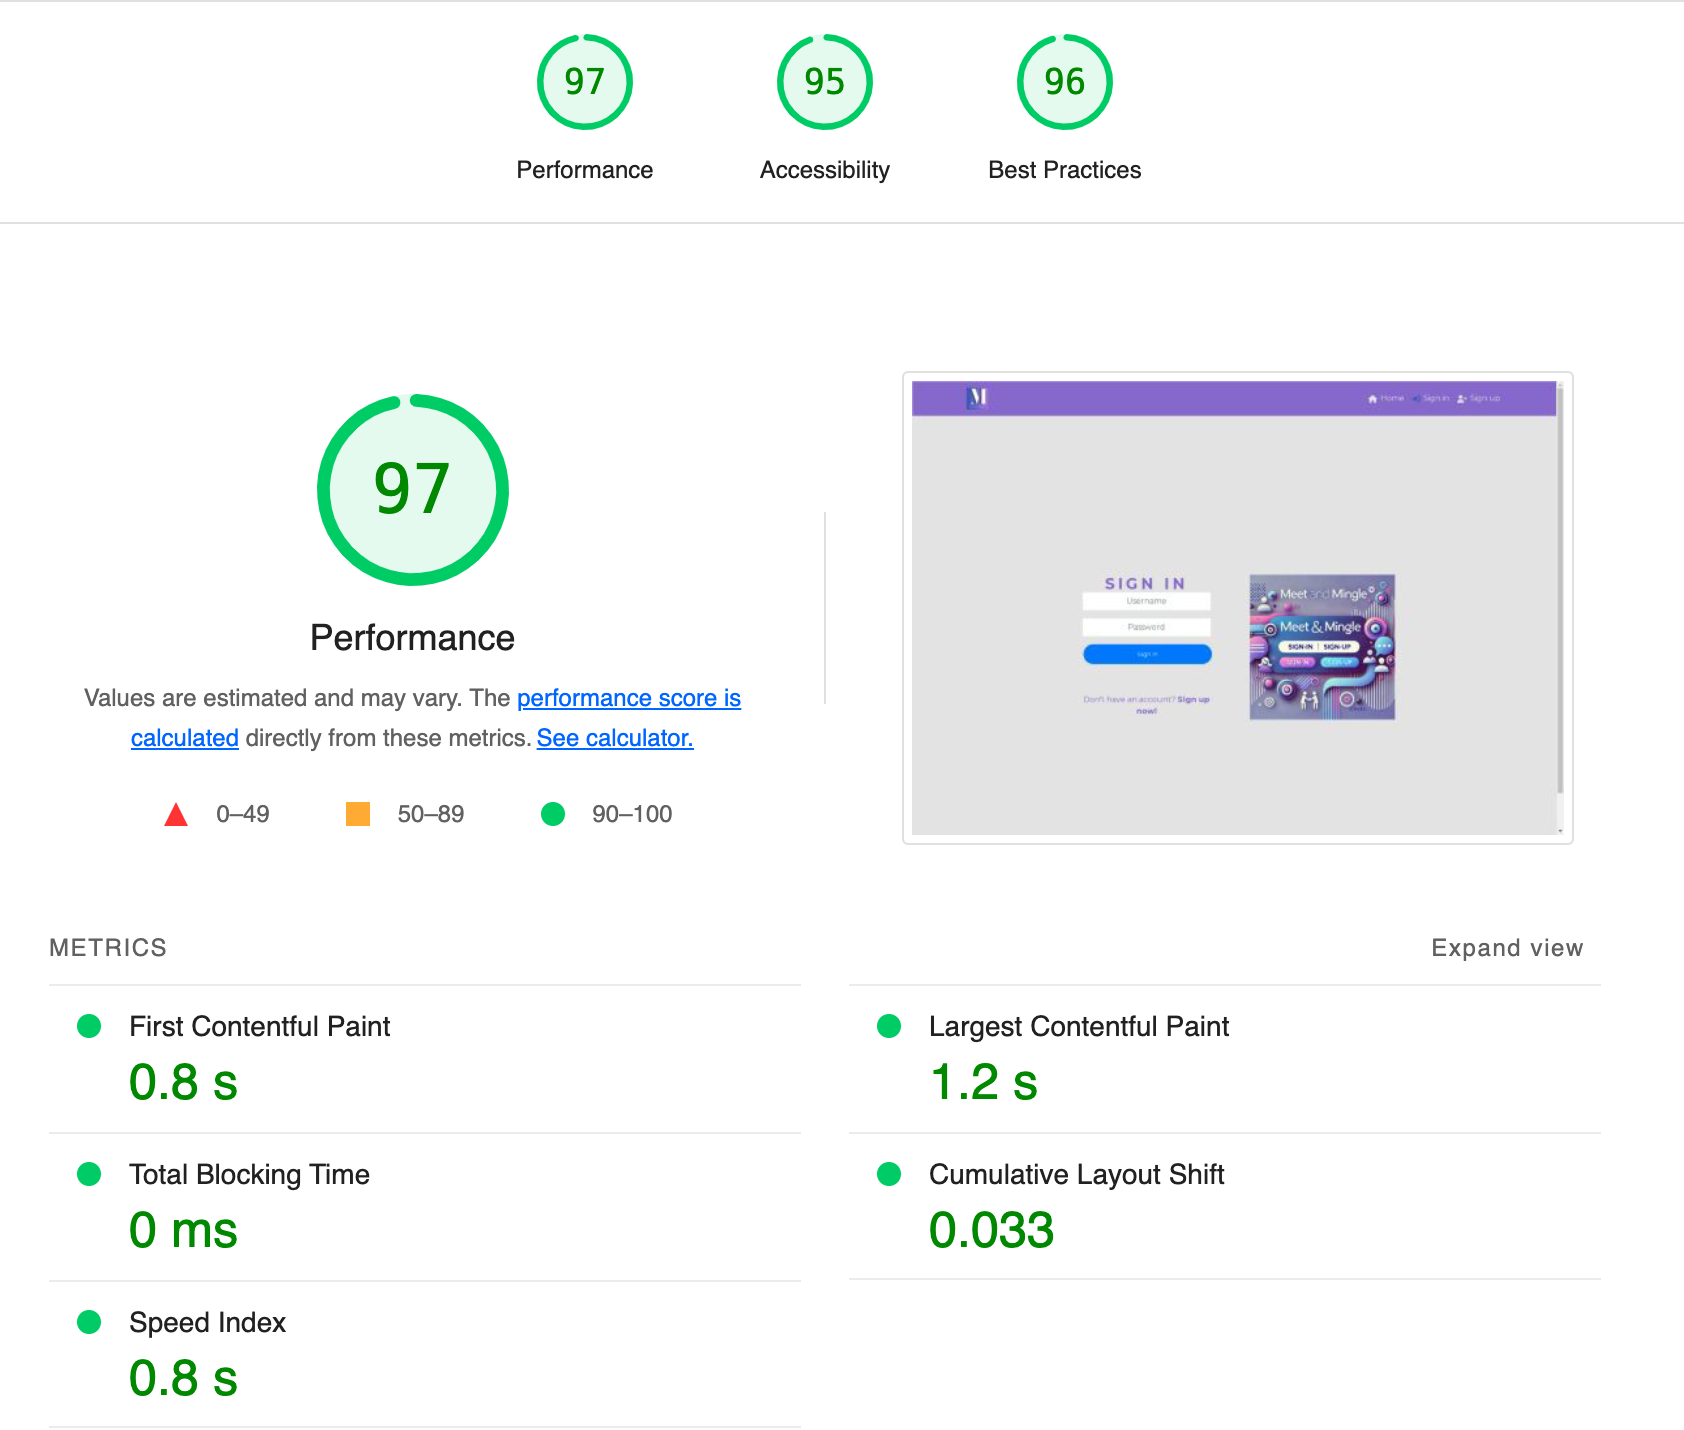 97
95
96
Performance
Accessibility
Best Practices
97
Performance
Values are estimated and may vary. The performance score is
calculated directly from these metrics. See calculator.
0–49
50–89
90–100
M
Home
Sign in
Sign up
SIGN IN
Username
Password
Sign in
Don't have an account? Sign up
now!
Meet and Mingle
Meet & Mingle
SIGN-IN | SIGN-UP
SIGN IN
METRICS
Expand view
First Contentful Paint
0.8 s
Largest Contentful Paint
1.2 s
Total Blocking Time
0 ms
Cumulative Layout Shift
0.033
Speed Index
0.8 s